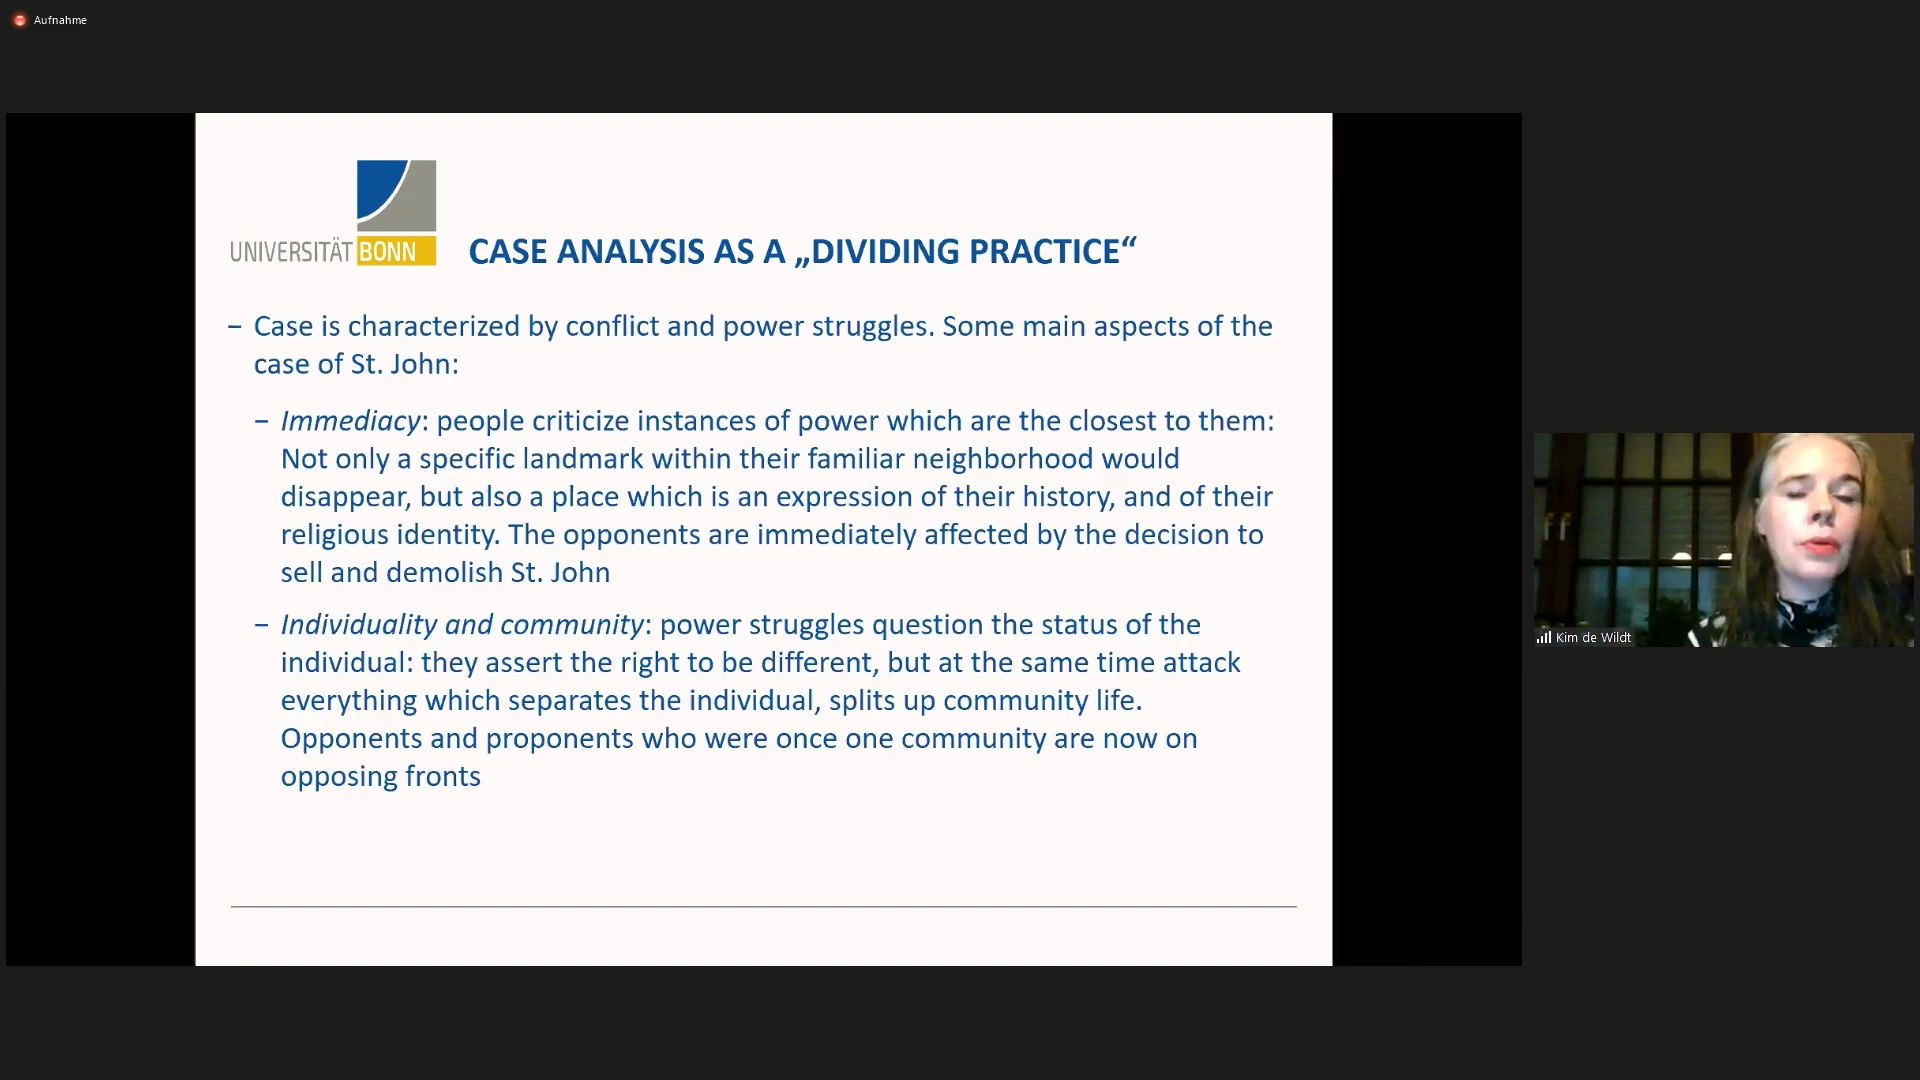 Aufnahme
UNIVERSITÄT BONN
CASE ANALYSIS AS A „DIVIDING PRACTICE“
− Case is characterized by conflict and power struggles. Some main aspects of the
case of St. John:
− Immediacy: people criticize instances of power which are the closest to them:
Not only a specific landmark within their familiar neighborhood would
disappear, but also a place which is an expression of their history, and of their
religious identity. The opponents are immediately affected by the decision to
sell and demolish St. John
− Individuality and community: power struggles question the status of the
individual: they assert the right to be different, but at the same time attack
everything which separates the individual, splits up community life.
Opponents and proponents who were once one community are now on
opposing fronts
Kim de Wildt